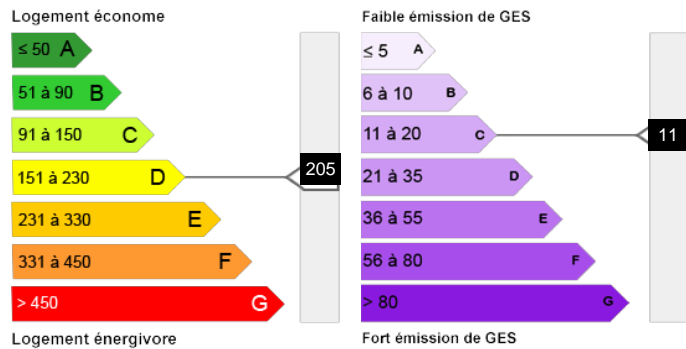 Logement économe
≤ 50 A
51 à 90 B
91 à 150 C
151 à 230 D
205
231 à 330 E
331 à 450 F
> 450 G
Logement énergivore
Faible émission de GES
≤ 5 A
6 à 10 B
11 à 20 C
11
21 à 35 D
36 à 55 E
56 à 80 F
> 80 G
Fort émission de GES